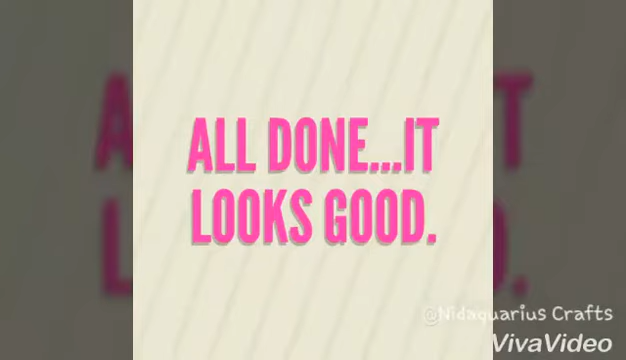 ALL DONE...IT
LOOKS GOOD.
@Nidaquarius Crafts
VivaVideo